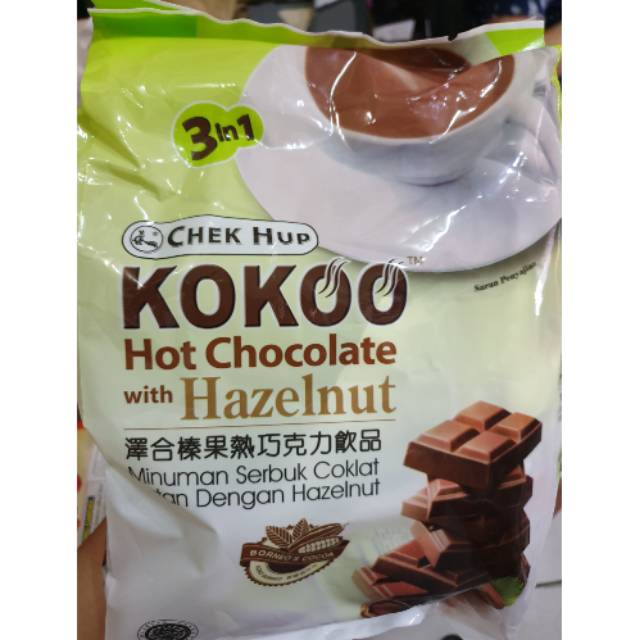 3in1
CHEK HUP
KOKOO™
Saran Penyajian
Hot Chocolate
with Hazelnut
澤合榛果熱巧克力飲品
Minuman Serbuk Coklat
Dengan Hazelnut
BORNEO'S COCOA